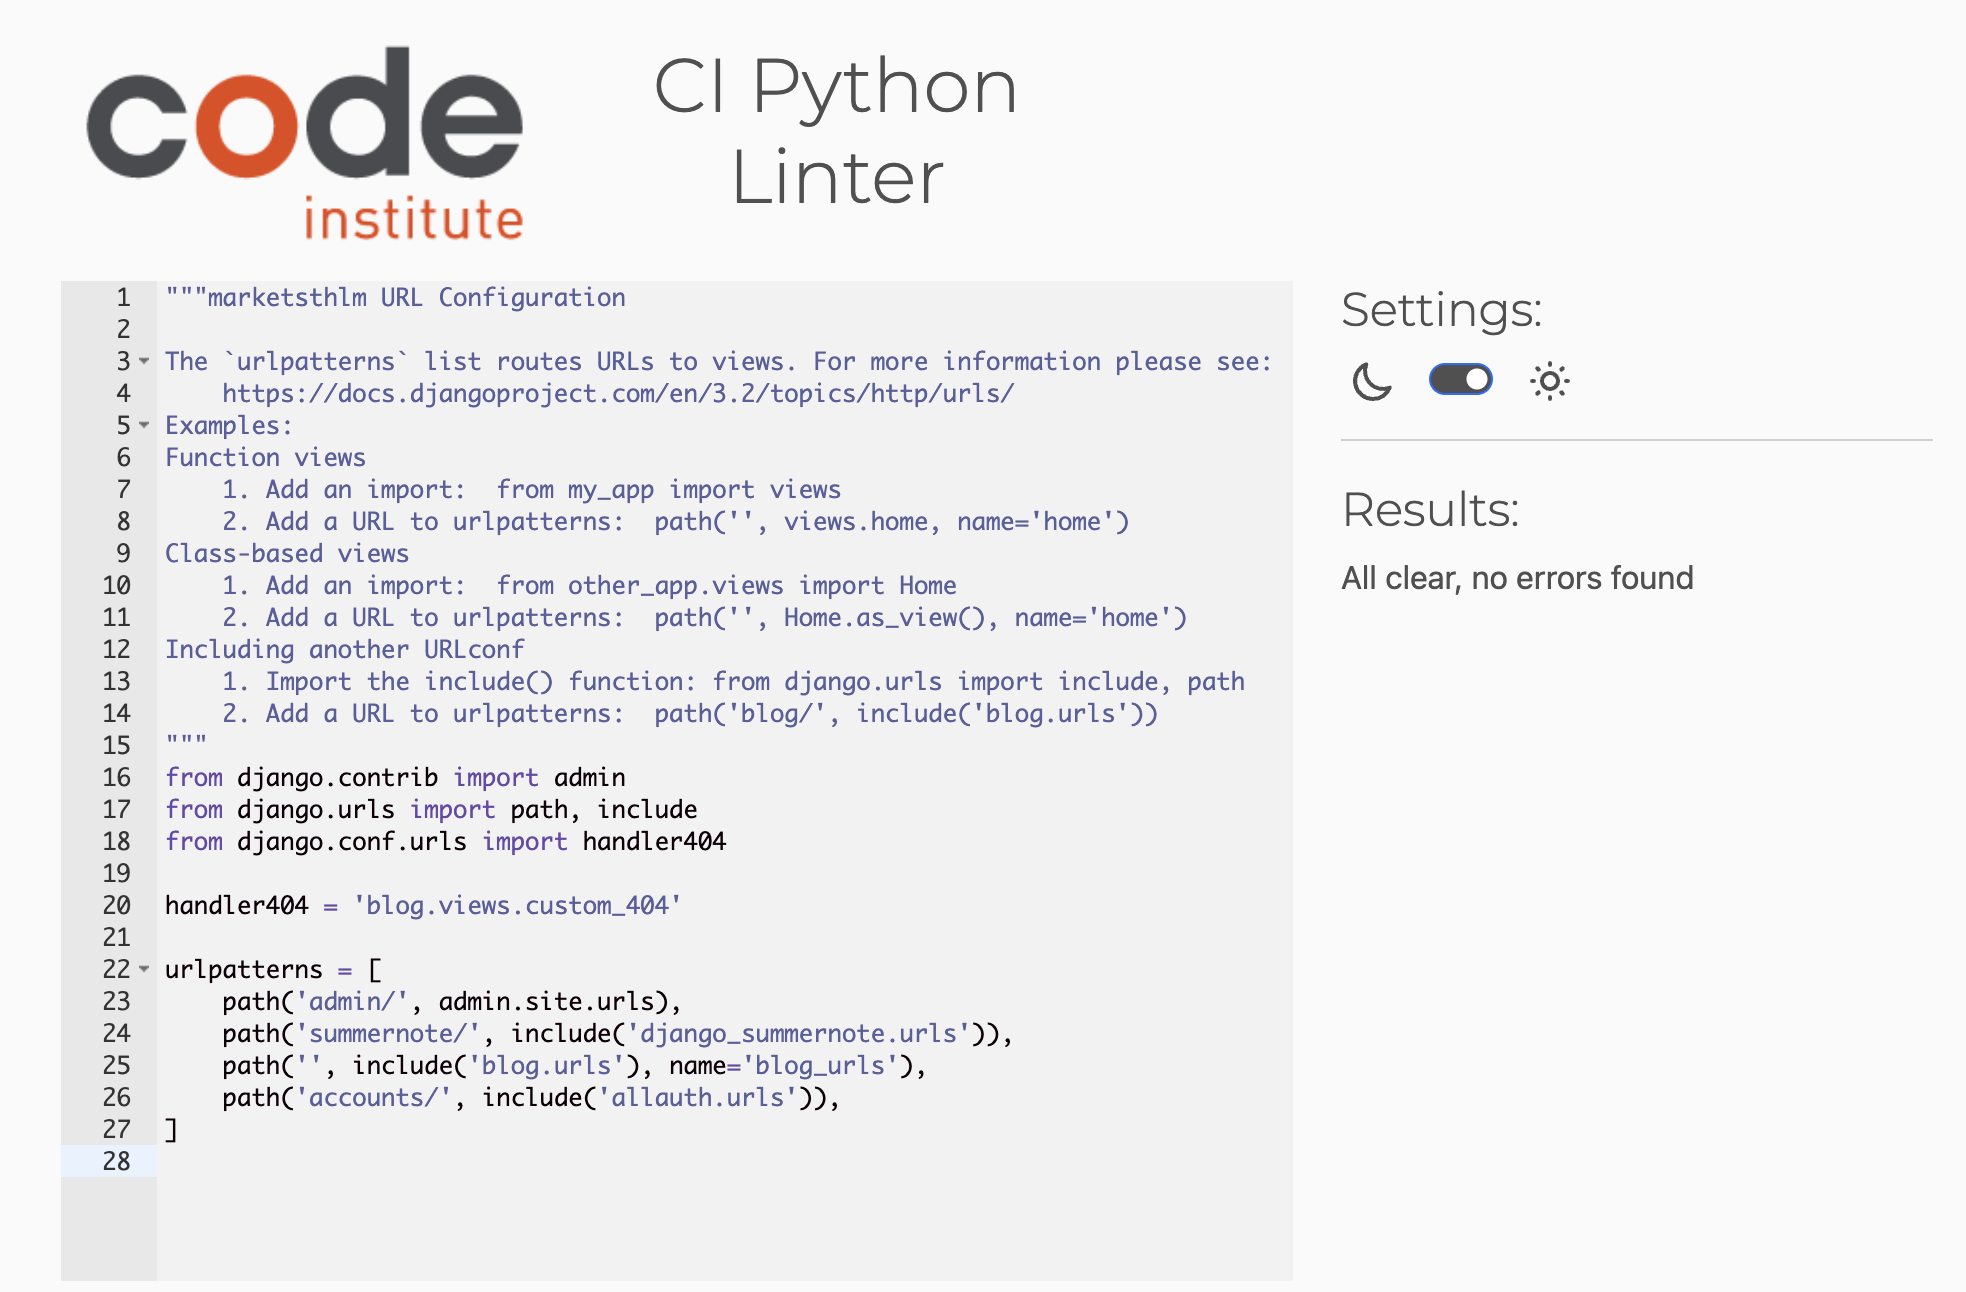 code
institute
CI Python
Linter
1 """marketsthlm URL Configuration
2
3 The `urlpatterns` list routes URLs to views. For more information please see:
4     https://docs.djangoproject.com/en/3.2/topics/http/urls/
5 Examples:
6 Function views
7     1. Add an import:  from my_app import views
8     2. Add a URL to urlpatterns:  path('', views.home, name='home')
9 Class-based views
10     1. Add an import:  from other_app.views import Home
11     2. Add a URL to urlpatterns:  path('', Home.as_view(), name='home')
12 Including another URLconf
13     1. Import the include() function: from django.urls import include, path
14     2. Add a URL to urlpatterns:  path('blog/', include('blog.urls'))
15 """
16 from django.contrib import admin
17 from django.urls import path, include
18 from django.conf.urls import handler404
19
20 handler404 = 'blog.views.custom_404'
21
22 urlpatterns = [
23     path('admin/', admin.site.urls),
24     path('summernote/', include('django_summernote.urls')),
25     path('', include('blog.urls'), name='blog_urls'),
26     path('accounts/', include('allauth.urls')),
27 ]
28
Settings:
Results:
All clear, no errors found